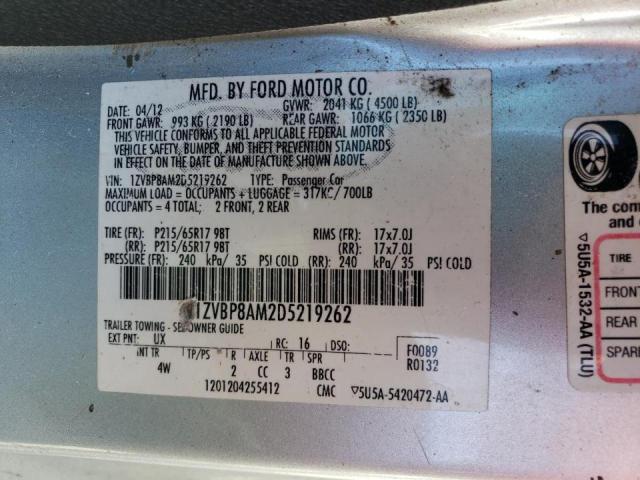 MFD. BY FORD MOTOR CO.
DATE: 04/12 GVWR: 2041 KG ( 4500 LB)
FRONT GAWR: 993 KG ( 2190 LB) REAR GAWR: 1066 KG ( 2350 LB)
THIS VEHICLE CONFORMS TO ALL APPLICABLE FEDERAL MOTOR
VEHICLE SAFETY, BUMPER, AND THEFT PREVENTION STANDARDS
IN EFFECT ON THE DATE OF MANUFACTURE SHOWN ABOVE.
VIN: 1ZVBP8AM2D5219262 TYPE: Passenger Car
MAXIMUM LOAD = OCCUPANTS + LUGGAGE = 317KG/700LB
OCCUPANTS = 4 TOTAL; 2 FRONT, 2 REAR
TIRE (FR): P215/65R17 98T RIMS (FR): 17x7.0J
(RR): P215/65R17 98T (RR): 17x7.0J
PRESSURE (FR): 240 kPa/ 35 PSI COLD (RR): 240 kPa/ 35 PSI COLD
1ZVBP8AM2D5219262
TRAILER TOWING - SEE OWNER GUIDE
EXT PNT: UX RC: 16 DSO: F0089
INT TR TP/PS R AXLE TR SPR R0132
4W 2 CC 3 BBCC
1201204255412 CMC ▽5U5A-5420472-AA
The com
and
▽5U5A-1532-AA (TLU)
TIRE
FRONT
REAR
SPARE